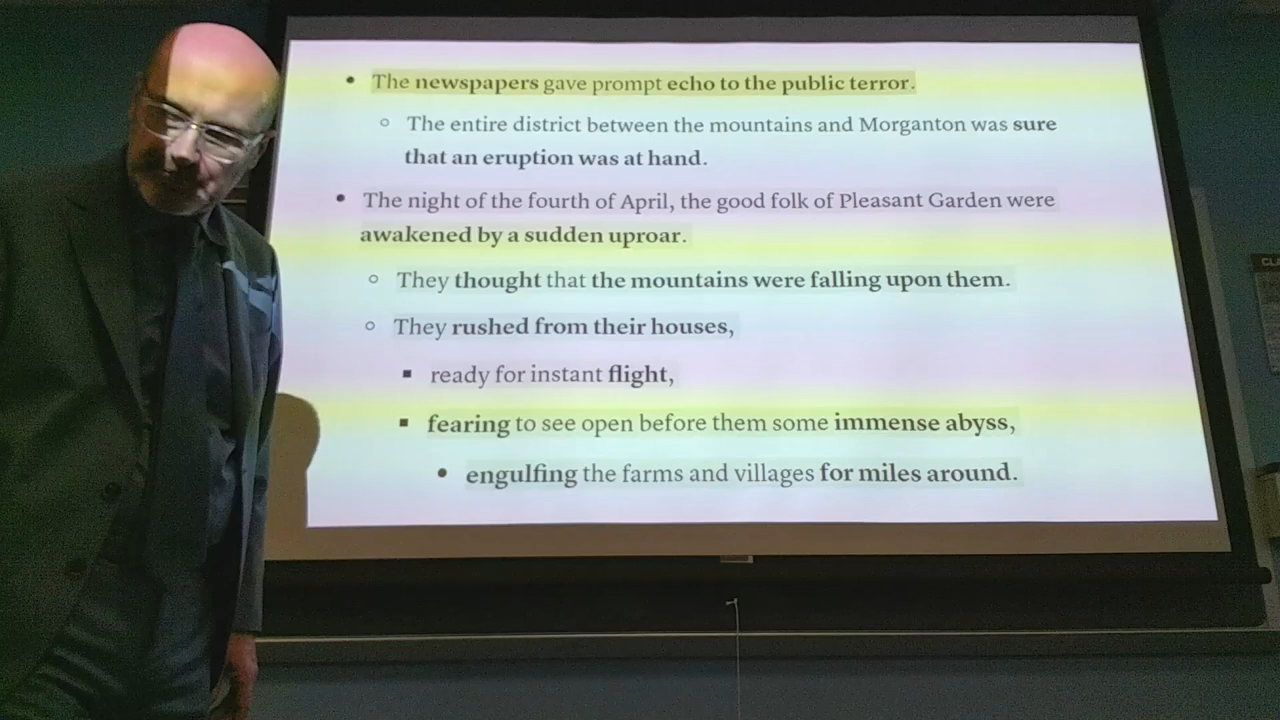 • The newspapers gave prompt echo to the public terror.
○ The entire district between the mountains and Morganton was sure
that an eruption was at hand.
• The night of the fourth of April, the good folk of Pleasant Garden were
awakened by a sudden uproar.
○ They thought that the mountains were falling upon them.
○ They rushed from their houses,
▪ ready for instant flight,
▪ fearing to see open before them some immense abyss,
• engulfing the farms and villages for miles around.